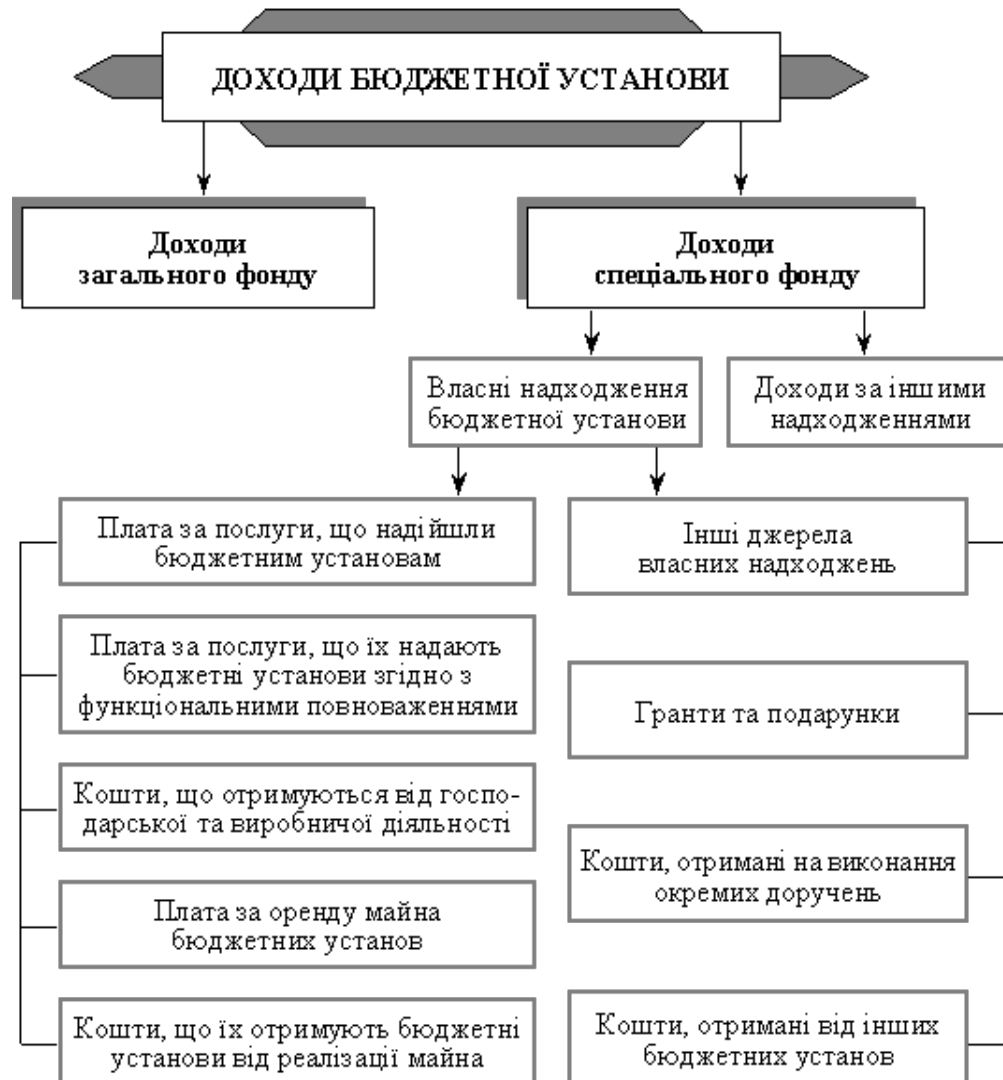 ДОХОДИ БЮДЖЕТНОЇ УСТАНОВИ
Доходи
загального фонду
Доходи
спеціального фонду
Власні надходження
бюджетної установи
Доходи за іншими
надходженнями
Плата за послуги, що надійшли
бюджетним установам
Інші джерела
власних надходжень
Плата за послуги, що їх надають
бюджетні установи згідно з
функціональними повноваженнями
Гранти та подарунки
Кошти, що отримуються від госпо-
дарської та виробничої діяльності
Кошти, отримані на виконання
окремих доручень
Плата за оренду майна
бюджетних установ
Кошти, що їх отримують бюджетні
установи від реалізації майна
Кошти, отримані від інших
бюджетних установ